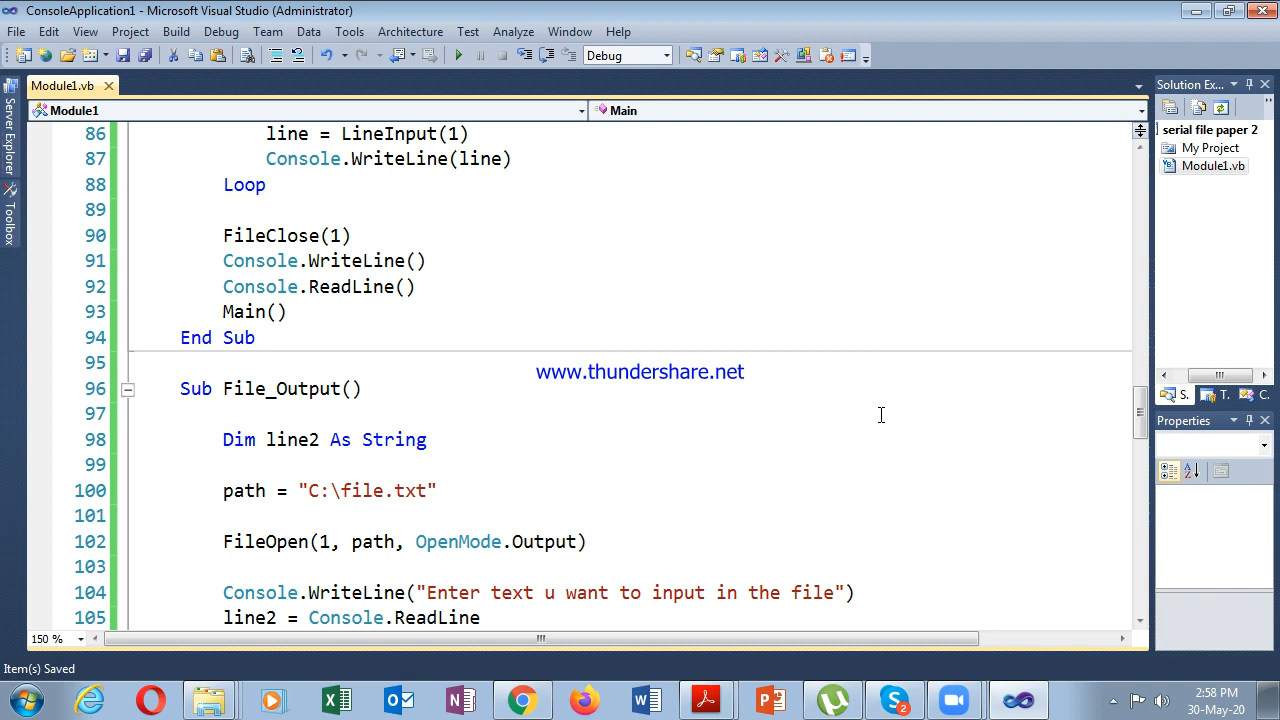 ConsoleApplication1 - Microsoft Visual Studio (Administrator)
File Edit View Project Build Debug Team Data Tools Architecture Test Analyze Window Help
Debug
Server Explorer
Toolbox
Module1.vb
Module1
Main
86 line = LineInput(1)
87 Console.WriteLine(line)
88 Loop
89
90 FileClose(1)
91 Console.WriteLine()
92 Console.ReadLine()
93 Main()
94 End Sub
95
www.thundershare.net
96 Sub File_Output()
97
98 Dim line2 As String
99
100 path = "C:\file.txt"
101
102 FileOpen(1, path, OpenMode.Output)
103
104 Console.WriteLine("Enter text u want to input in the file")
105 line2 = Console.ReadLine
150 %
Solution Ex...
serial file paper 2
My Project
Module1.vb
S. T. C.
Properties
Item(s) Saved
2
2:58 PM
30-May-20